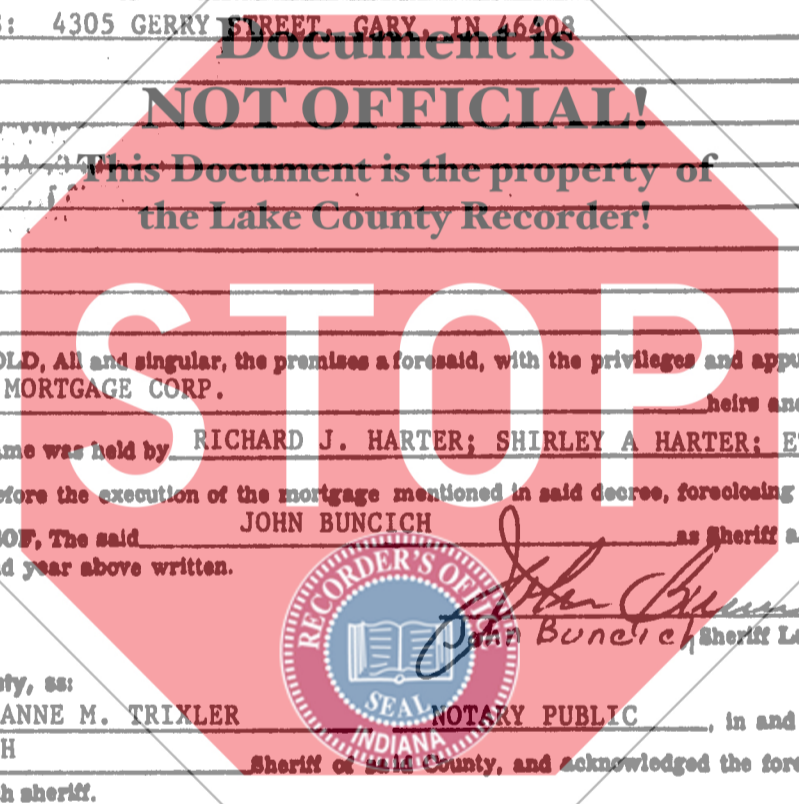 : 4305 GERRY STREET, GARY, IN 46408
Document is
NOT OFFICIAL!
This Document is the property of
the Lake County Recorder!
STOP
OLD, All and singular, the premises aforesaid, with the privileges and appu
MORTGAGE CORP.
heirs and
me was held by RICHARD J. HARTER; SHIRLEY A HARTER; E
efore the execution of the mortgage mentioned in said decree, foreclosing
OF, The said JOHN BUNCICH as Sheriff a
d year above written.
RECORDER'S OFFICE
SEAL
INDIANA
John Buncich
John Buncich Sheriff La
ty, ss:
ANNE M. TRIXLER NOTARY PUBLIC, in and
H Sheriff of said County, and acknowledged the fore
h sheriff.